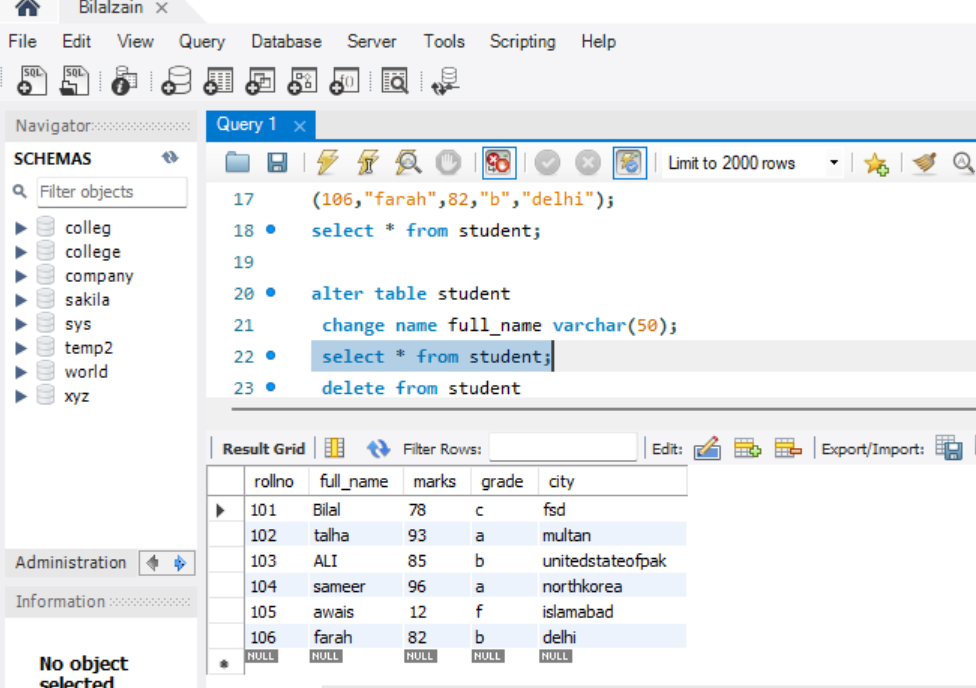 Bilalzain ×
File Edit View Query Database Server Tools Scripting Help
Navigator
Query 1 ×
SCHEMAS
Limit to 2000 rows
Filter objects
colleg
college
company
sakila
sys
temp2
world
xyz
17 (106,"farah",82,"b","delhi");
18 select * from student;
19
20 alter table student
21 change name full_name varchar(50);
22 select * from student;
23 delete from student
Result Grid Filter Rows: Edit: Export/Import:
rollno full_name marks grade city
101 Bilal 78 c fsd
102 talha 93 a multan
103 ALI 85 b unitedstateofpak
104 sameer 96 a northkorea
105 awais 12 f islamabad
106 farah 82 b delhi
NULL NULL NULL NULL NULL
Administration
Information
No object
selected